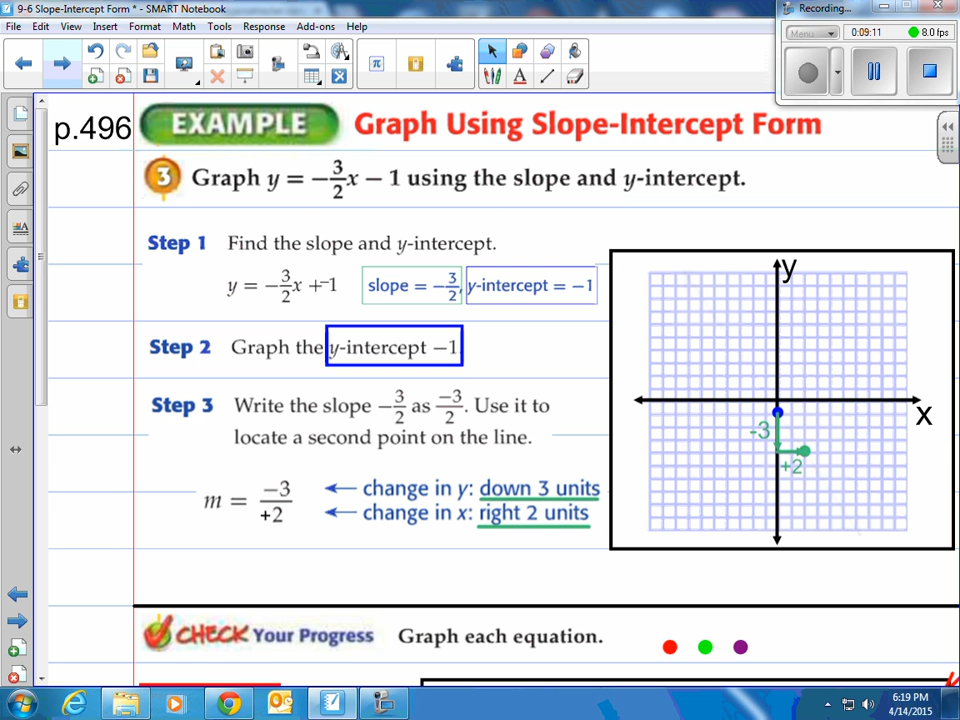 9-6 Slope-Intercept Form * - SMART Notebook
Recording...
File Edit View Insert Format Math Tools Response Add-ons Help
Menu 00:09:11 8.0 fps
p.496 EXAMPLE Graph Using Slope-Intercept Form
3 Graph y = −3/2x − 1 using the slope and y-intercept.
Step 1 Find the slope and y-intercept.
y = −3/2x + −1 slope = −3/2, y-intercept = −1
Step 2 Graph the y-intercept −1.
Step 3 Write the slope −3/2 as −3/2. Use it to
locate a second point on the line.
m = −3/+2 ← change in y: down 3 units
← change in x: right 2 units
y
x
-3
+2
CHECK Your Progress Graph each equation.
6:19 PM
4/14/2015